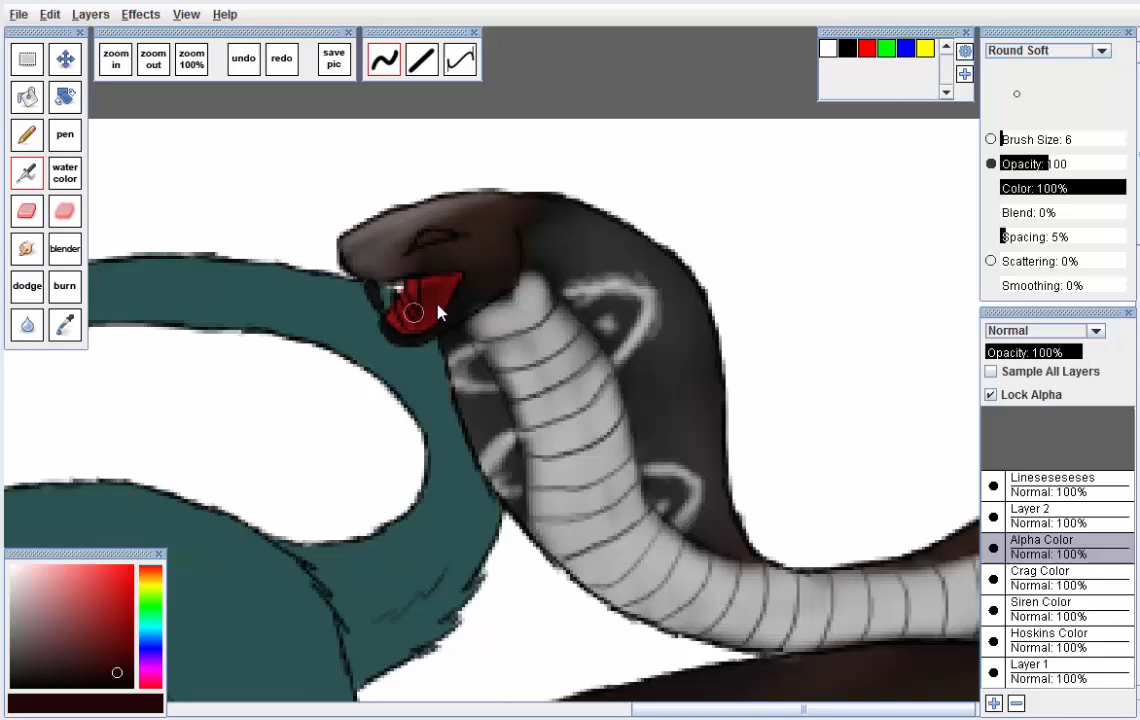 File Edit Layers Effects View Help
zoom in zoom out zoom 100% undo redo save pic
pen
water color
blender
dodge burn
Round Soft
Brush Size: 6
Opacity: 100
Color: 100%
Blend: 0%
Spacing: 5%
Scattering: 0%
Smoothing: 0%
Normal
Opacity: 100%
Sample All Layers
Lock Alpha
Lineseseseses
Normal: 100%
Layer 2
Normal: 100%
Alpha Color
Normal: 100%
Crag Color
Normal: 100%
Siren Color
Normal: 100%
Hoskins Color
Normal: 100%
Layer 1
Normal: 100%